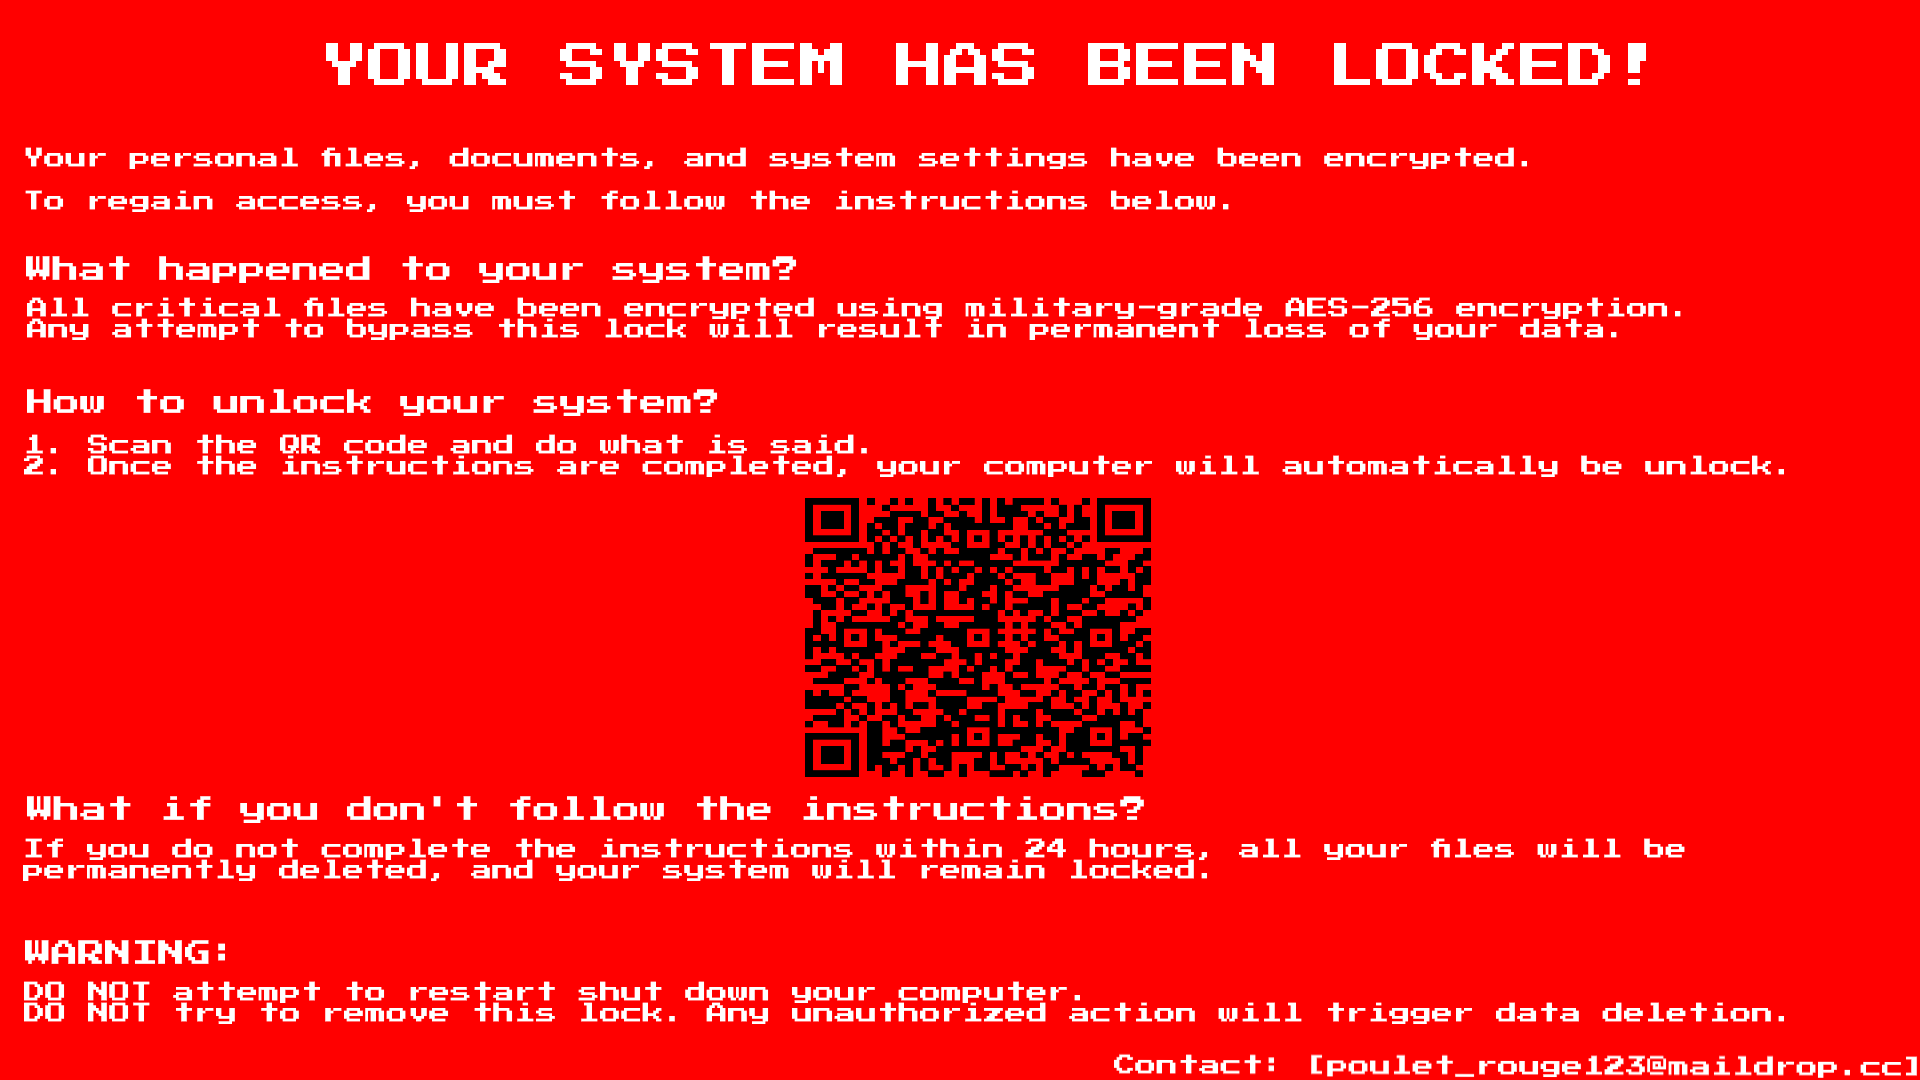 YOUR SYSTEM HAS BEEN LOCKED!
Your personal files, documents, and system settings have been encrypted.
To regain access, you must follow the instructions below.
What happened to your system?
All critical files have been encrypted using military-grade AES-256 encryption.
Any attempt to bypass this lock will result in permanent loss of your data.
How to unlock your system?
1. Scan the QR code and do what is said.
2. Once the instructions are completed, your computer will automatically be unlock.
What if you don't follow the instructions?
If you do not complete the instructions within 24 hours, all your files will be
permanently deleted, and your system will remain locked.
WARNING:
DO NOT attempt to restart shut down your computer.
DO NOT try to remove this lock. Any unauthorized action will trigger data deletion.
Contact: [poulet_rouge123@maildrop.cc]